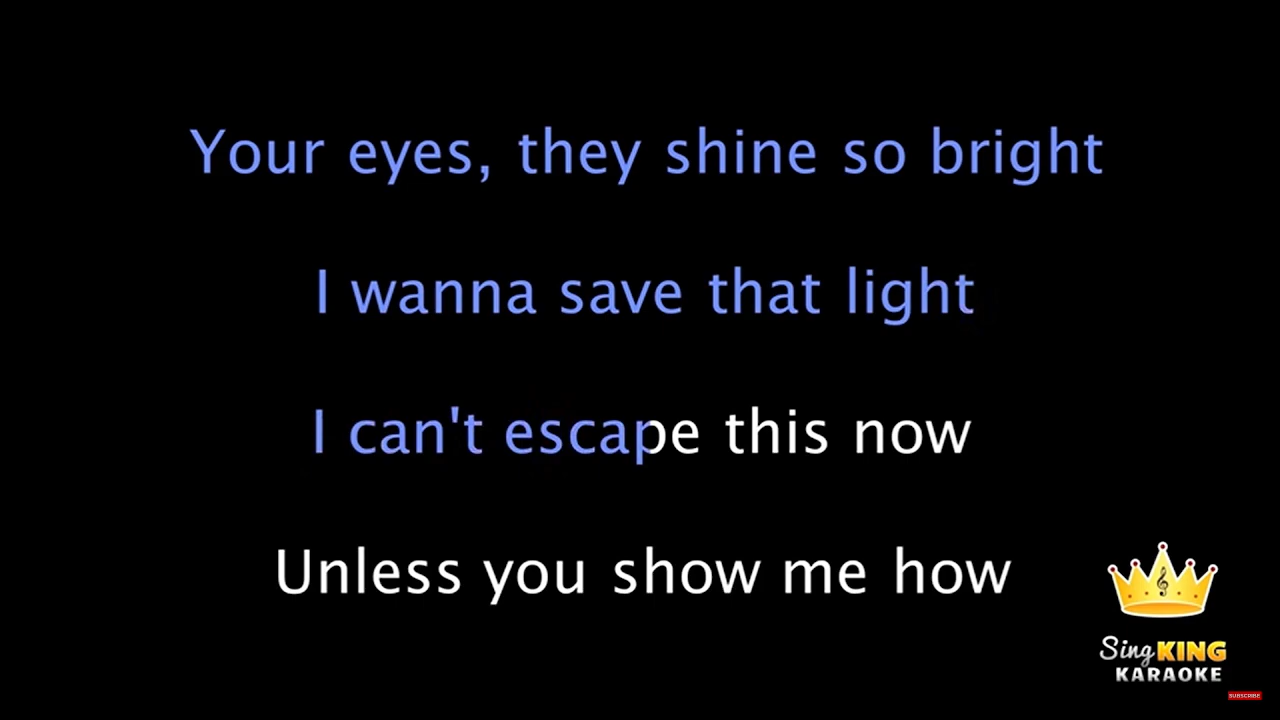 Your eyes, they shine so bright
I wanna save that light
I can't escape this now
Unless you show me how
Sing KING
KARAOKE
SUBSCRIBE